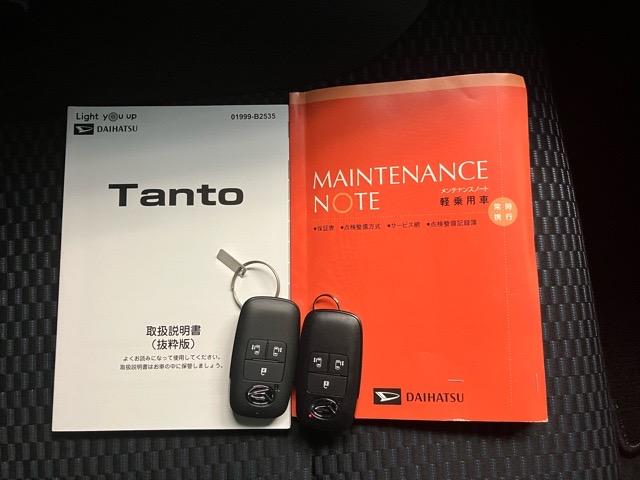 Light you up
DAIHATSU
01999-B2535
Tanto
取扱説明書
（抜粋版）
よくお読みになって使用してください。
取扱説明書はお車の中に保管しましょう。
MAINTENANCE
NOTE
メンテナンスノート
軽乗用車
常時
携行
●保証書 ●点検整備方式 ●サービス網 ●点検整備記録簿
DAIHATSU